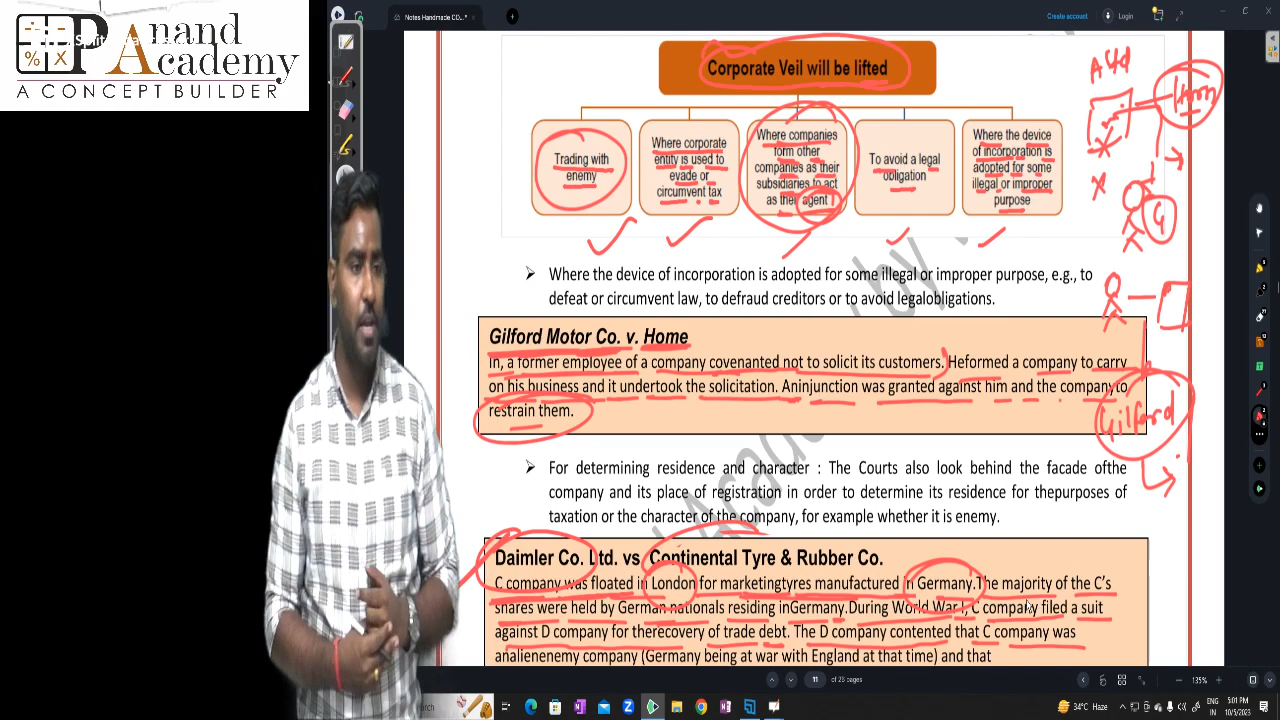 Anand
Academy
A CONCEPT BUILDER
Notes Handmade CO...*
Create account
Login
Corporate Veil will be lifted
Trading with enemy
Where corporate entity is used to evade or circumvent tax
Where companies form other companies as their subsidiaries to act as their agent
To avoid a legal obligation
Where the device of incorporation is adopted for some illegal or improper purpose
A Ltd
Where the device of incorporation is adopted for some illegal or improper purpose, e.g., to
defeat or circumvent law, to defraud creditors or to avoid legalobligations.
Gilford Motor Co. v. Home
In, a former employee of a company covenanted not to solicit its customers. Heformed a company to carry
on his business and it undertook the solicitation. Aninjunction was granted against him and the companyto
restrain them.
Gilford
For determining residence and character : The Courts also look behind the facade ofthe
company and its place of registration in order to determine its residence for thepurposes of
taxation or the character of the company, for example whether it is enemy.
Daimler Co. Ltd. vs Continental Tyre & Rubber Co.
C company was floated in London for marketingtyres manufactured in Germany.The majority of the C's
shares were held by German nationals residing inGermany.During World War I, C company filed a suit
against D company for therecovery of trade debt. The D company contented that C company was
analienenemy company (Germany being at war with England at that time) and that
11 of 26 pages
135%
34°C Haze
ENG
IN
5:01 PM
10/5/2023